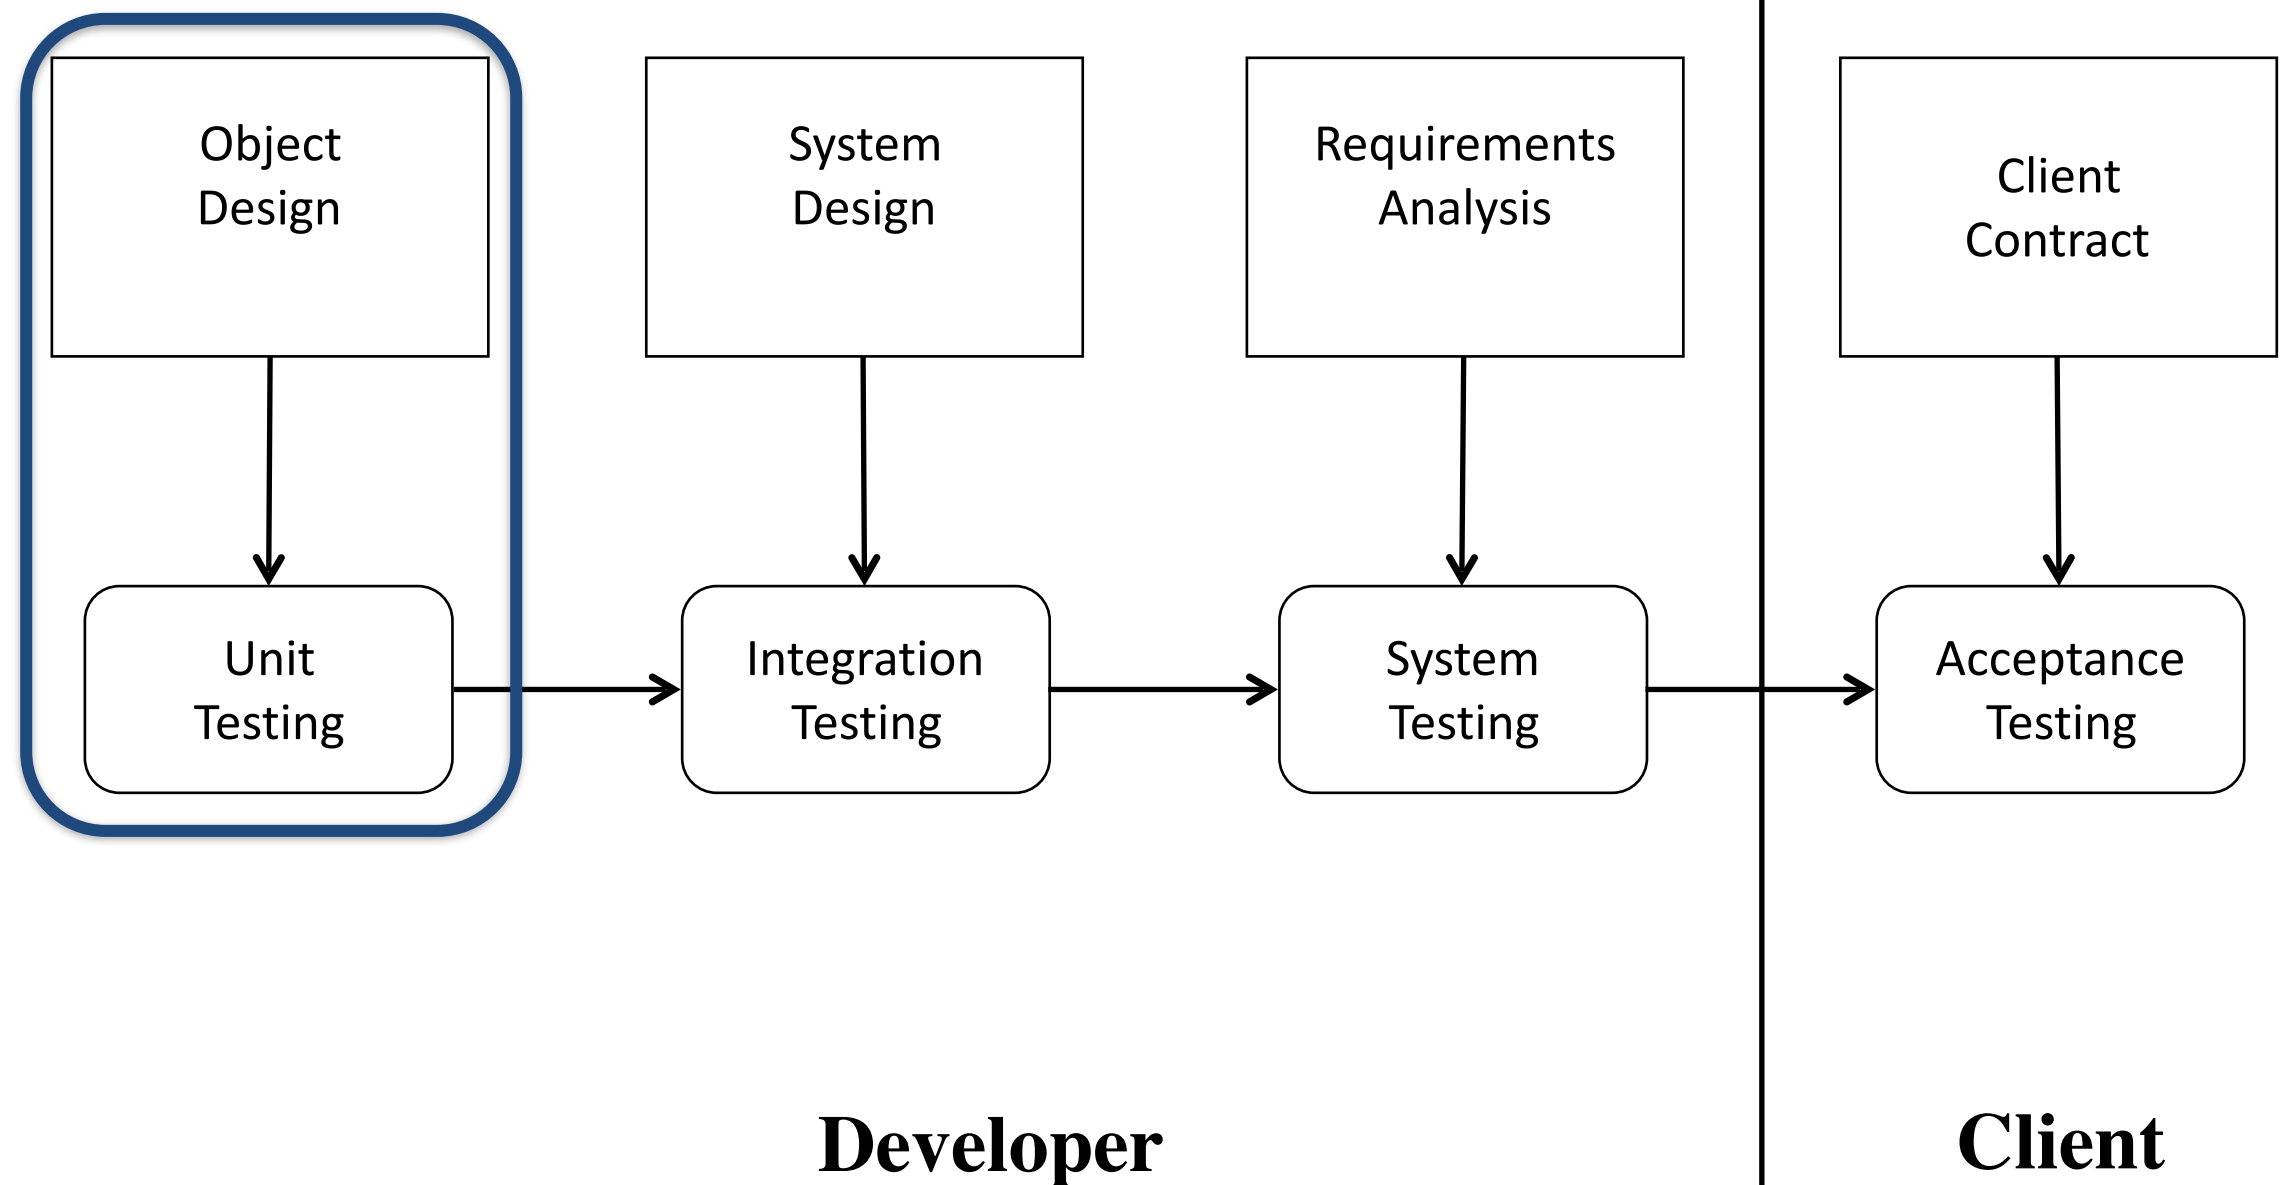 Object
Design
System
Design
Requirements
Analysis
Client
Contract
Unit
Testing
Integration
Testing
System
Testing
Acceptance
Testing
Developer
Client